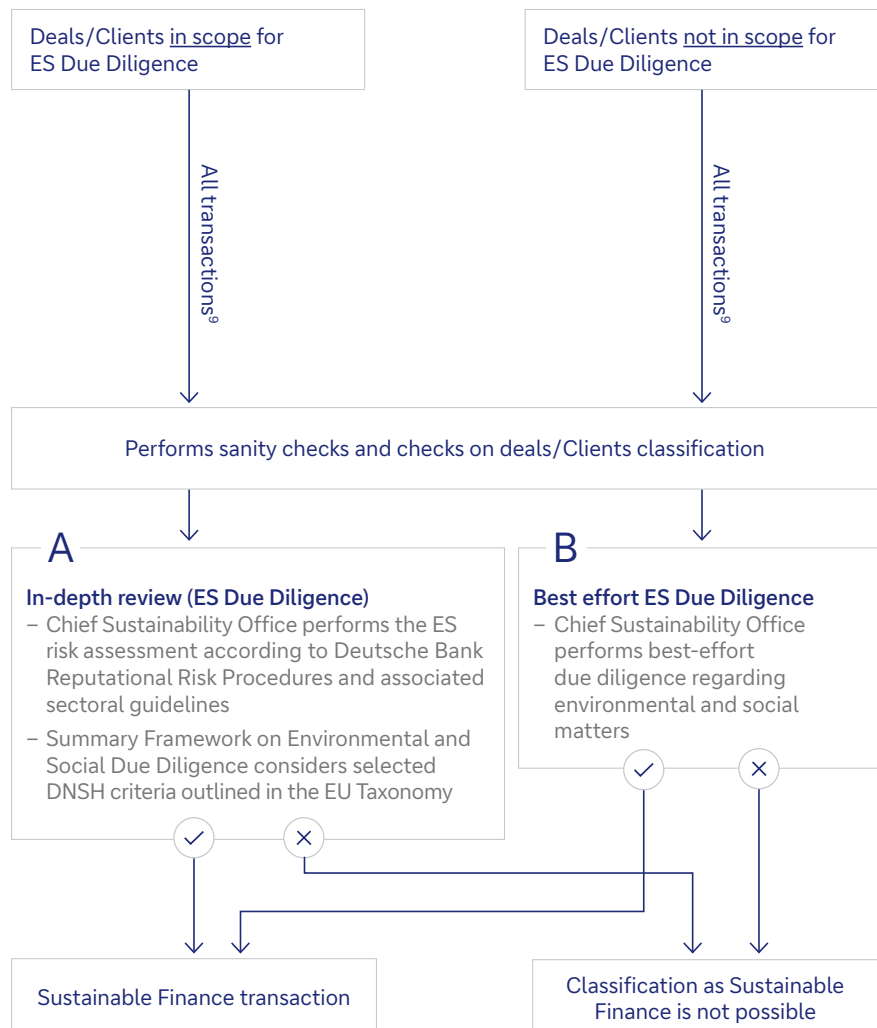 Deals/Clients in scope for
ES Due Diligence
Deals/Clients not in scope for
ES Due Diligence
All transactions⁹
All transactions⁹
Performs sanity checks and checks on deals/Clients classification
A
In-depth review (ES Due Diligence)
– Chief Sustainability Office performs the ES
risk assessment according to Deutsche Bank
Reputational Risk Procedures and associated
sectoral guidelines
– Summary Framework on Environmental and
Social Due Diligence considers selected
DNSH criteria outlined in the EU Taxonomy
B
Best effort ES Due Diligence
– Chief Sustainability Office
performs best-effort
due diligence regarding
environmental and social
matters
Sustainable Finance transaction
Classification as Sustainable
Finance is not possible